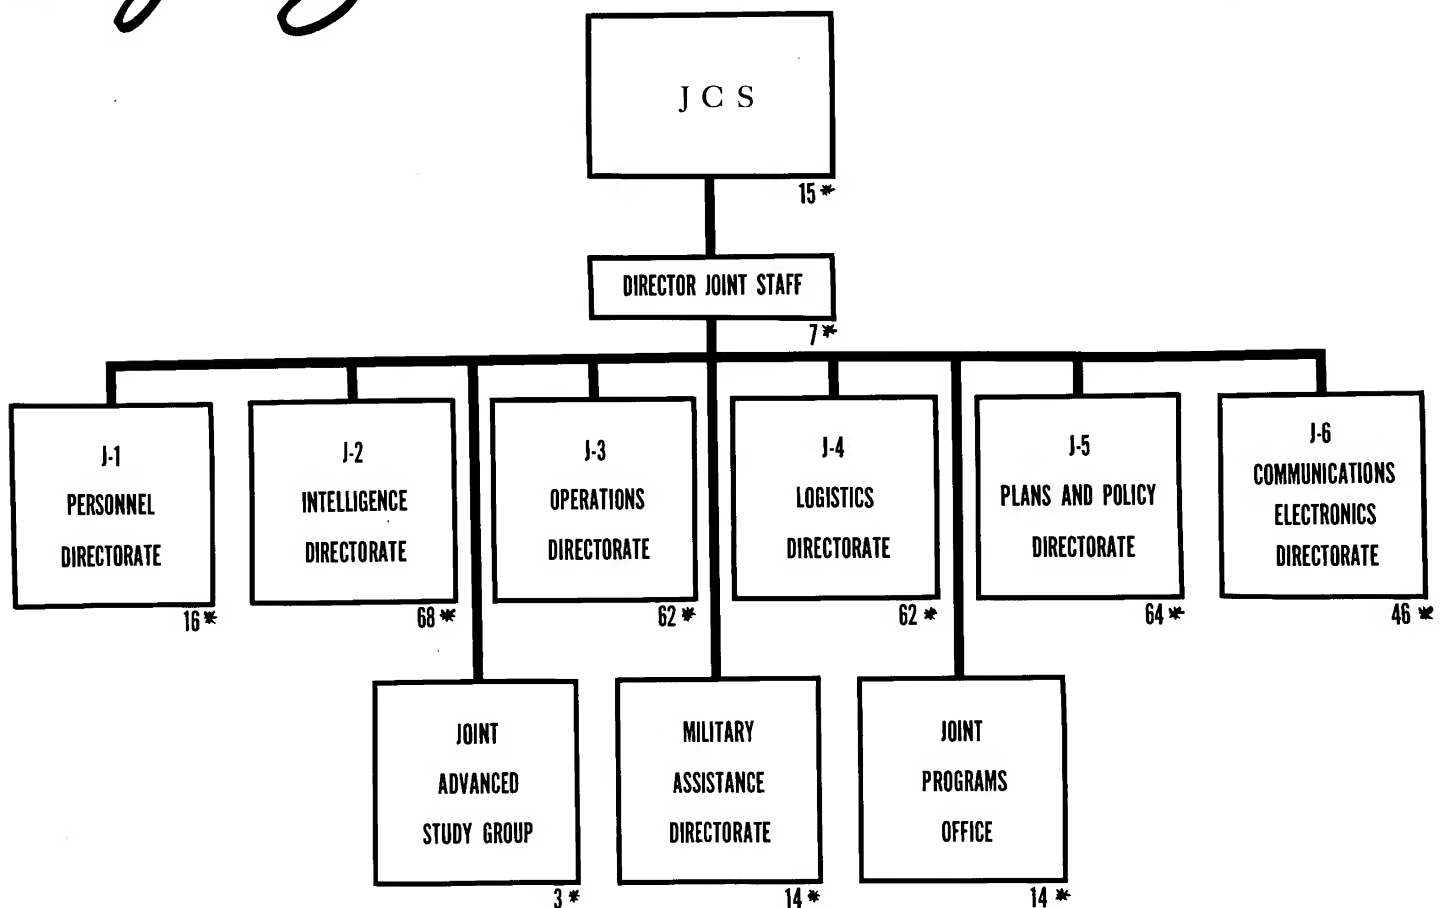 J C S
15*
DIRECTOR JOINT STAFF
7*
J-1
PERSONNEL
DIRECTORATE
16*
J-2
INTELLIGENCE
DIRECTORATE
68*
J-3
OPERATIONS
DIRECTORATE
62*
J-4
LOGISTICS
DIRECTORATE
62*
J-5
PLANS AND POLICY
DIRECTORATE
64*
J-6
COMMUNICATIONS
ELECTRONICS
DIRECTORATE
46*
JOINT
ADVANCED
STUDY GROUP
3*
MILITARY
ASSISTANCE
DIRECTORATE
14*
JOINT
PROGRAMS
OFFICE
14*